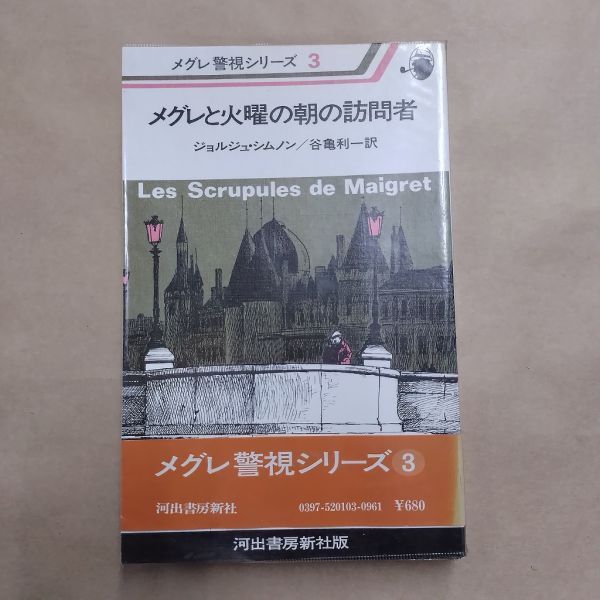 メグレ警視シリーズ 3
メグレと火曜の朝の訪問者
ジョルジュ・シムノン／谷亀利一訳
Les Scrupules de Maigret
メグレ警視シリーズ 3
河出書房新社 0397-520103-0961 ¥680
河出書房新社版